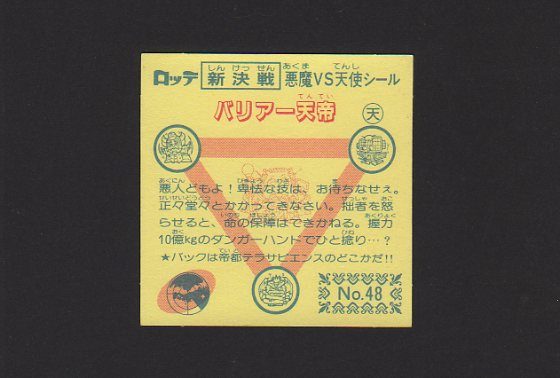 ロッテ 新決戦 悪魔VS天使シール
バリアー天帝 天
悪人どもよ！卑怯な技は、お待ちなせぇ。
正々堂々とかかってきなさい。拙者を怒
らせると、命の保障はできかねる。握力
10億kgのダンガーハンドでひと捻り…？
★バックは帝都テラサピエンスのどこかだ!!
No.48